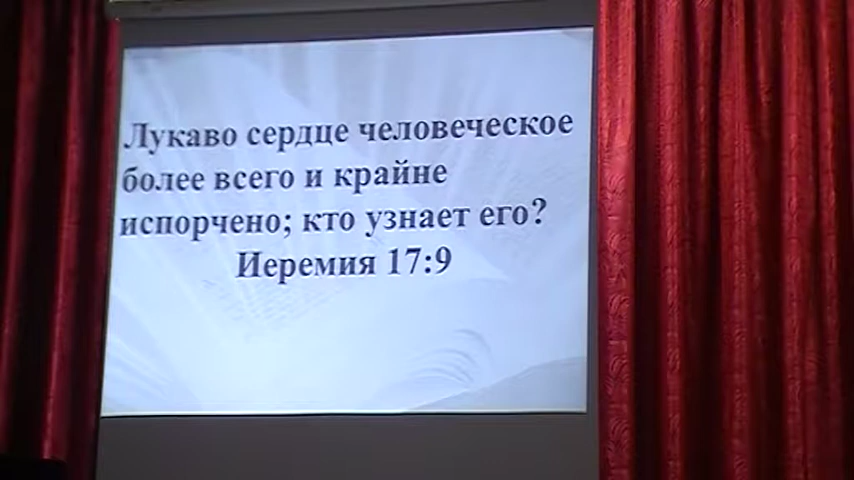 Лукаво сердце человеческое
более всего и крайне
испорчено; кто узнает его?
Иеремия 17:9